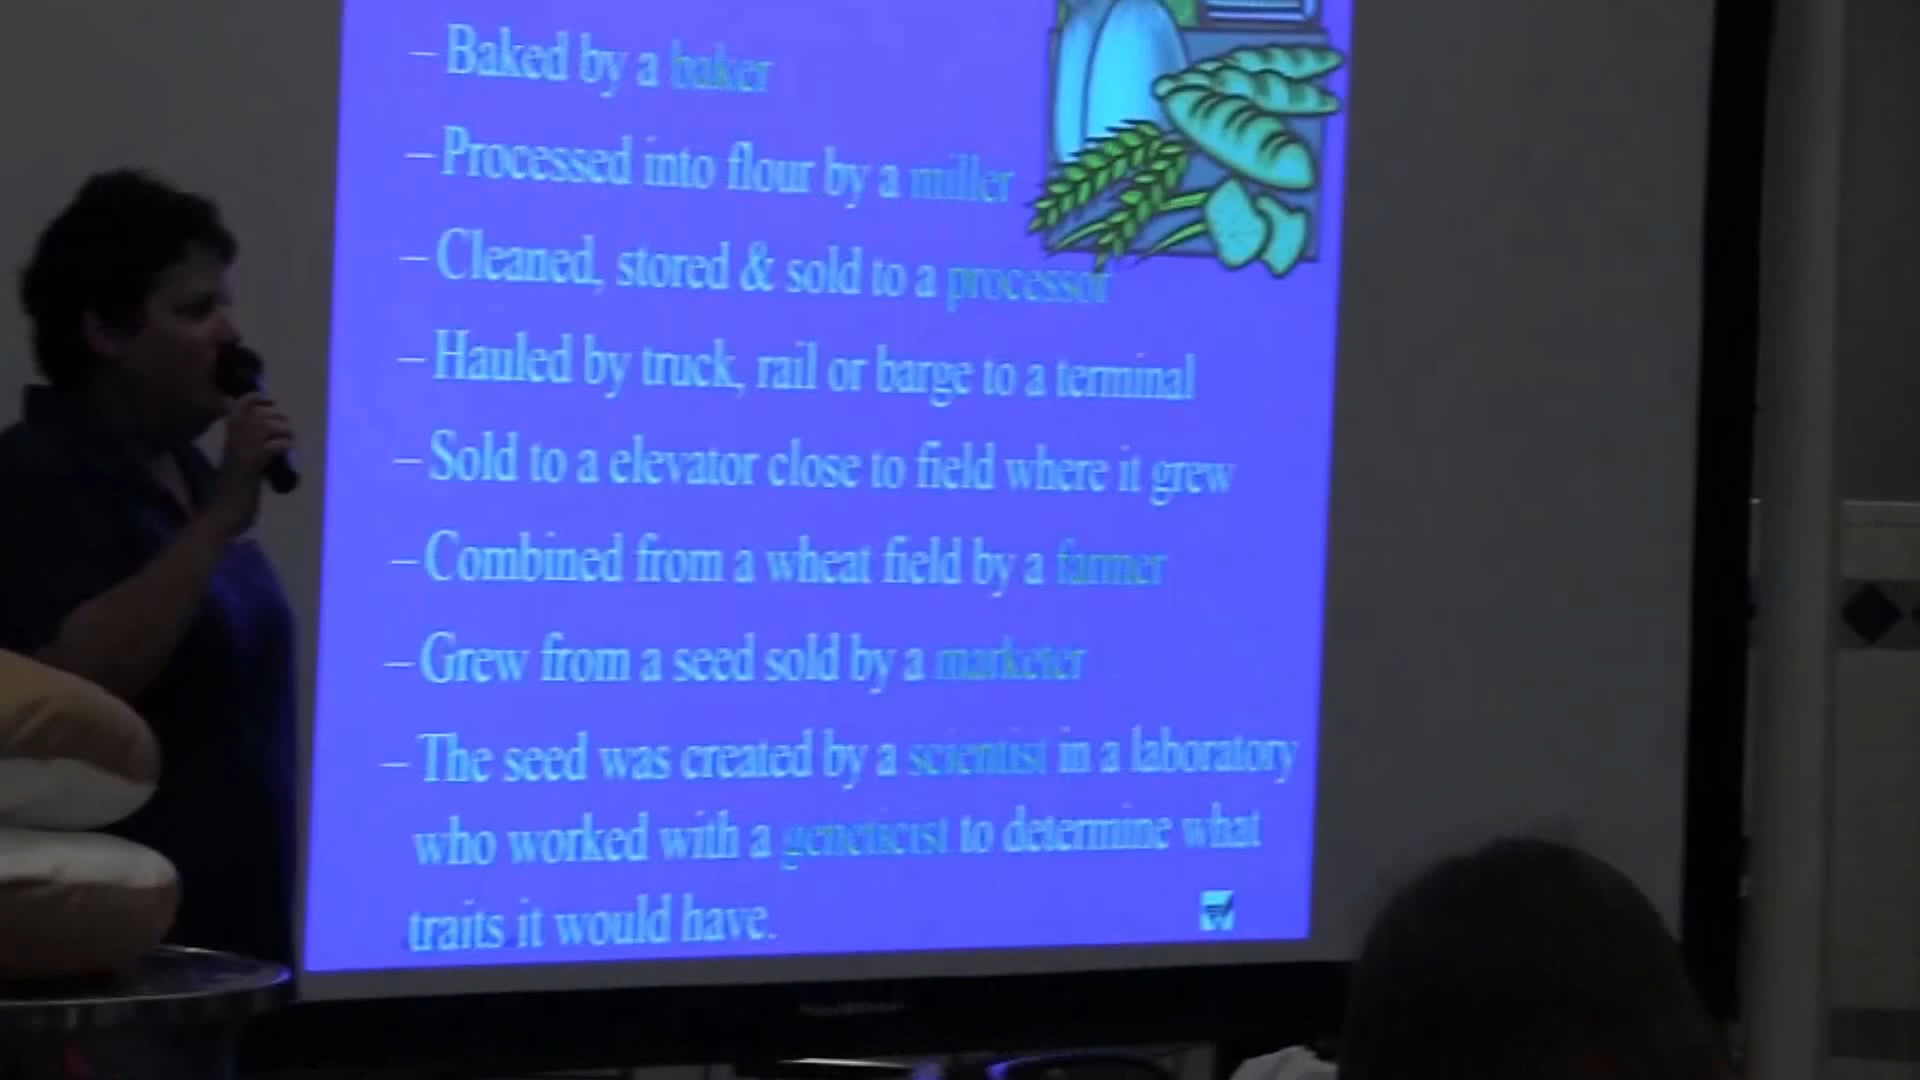 – Baked by a baker
– Processed into flour by a miller
– Cleaned, stored & sold to a processor
– Hauled by truck, rail or barge to a terminal
– Sold to a elevator close to field where it grew
– Combined from a wheat field by a farmer
– Grew from a seed sold by a marketer
– The seed was created by a scientist in a laboratory
who worked with a geneticist to determine what
traits it would have.